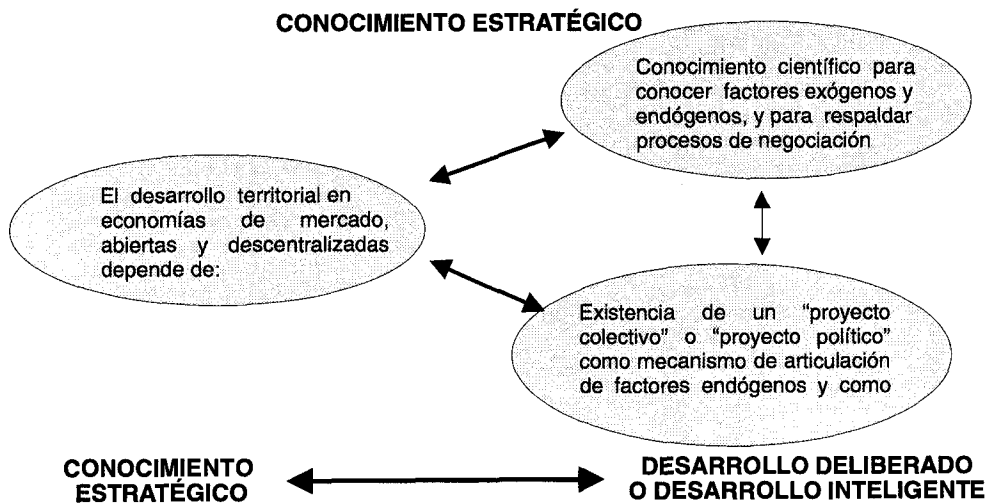 CONOCIMIENTO ESTRATÉGICO
Conocimiento científico para
conocer factores exógenos y
endógenos, y para respaldar
procesos de negociación
El desarrollo territorial en
economías de mercado,
abiertas y descentralizadas
depende de:
Existencia de un “proyecto
colectivo” o “proyecto político”
como mecanismo de articulación
de factores endógenos y como
CONOCIMIENTO
ESTRATÉGICO
DESARROLLO DELIBERADO
O DESARROLLO INTELIGENTE